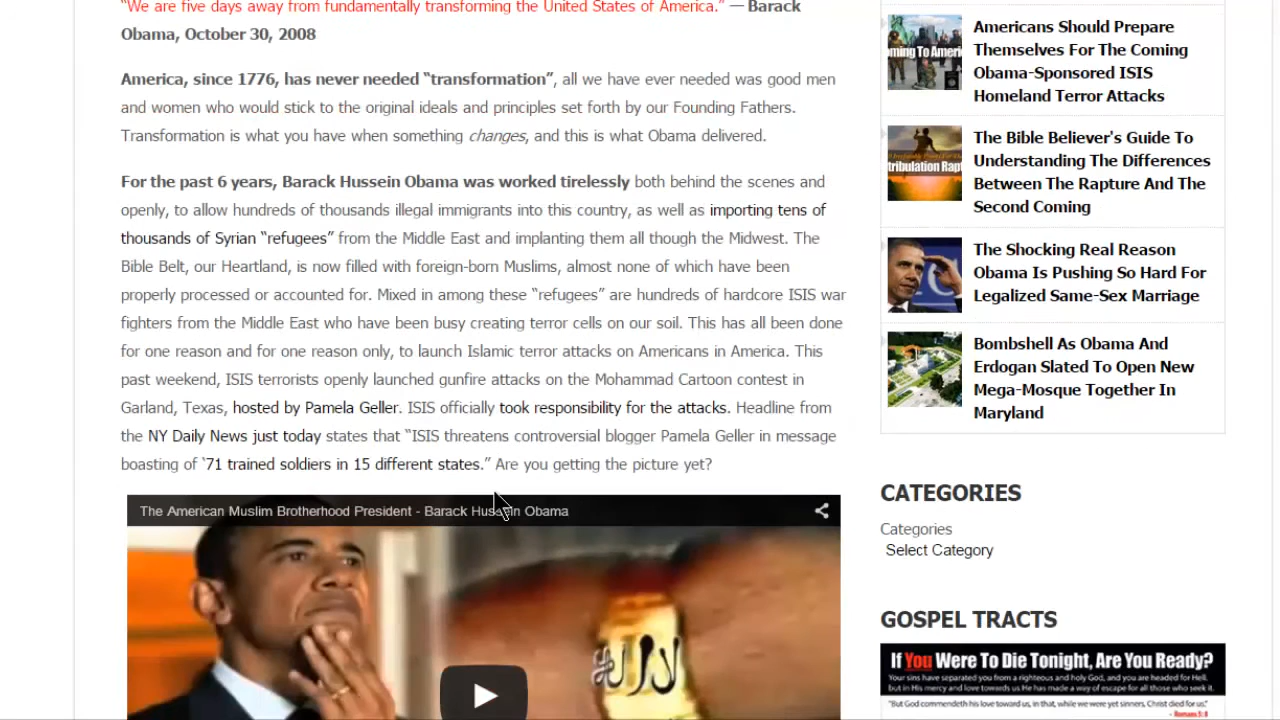 “We are five days away from fundamentally transforming the United States of America.” — Barack
Obama, October 30, 2008
America, since 1776, has never needed “transformation”, all we have ever needed was good men
and women who would stick to the original ideals and principles set forth by our Founding Fathers.
Transformation is what you have when something changes, and this is what Obama delivered.
For the past 6 years, Barack Hussein Obama was worked tirelessly both behind the scenes and
openly, to allow hundreds of thousands illegal immigrants into this country, as well as importing tens of
thousands of Syrian “refugees” from the Middle East and implanting them all though the Midwest. The
Bible Belt, our Heartland, is now filled with foreign-born Muslims, almost none of which have been
properly processed or accounted for. Mixed in among these “refugees” are hundreds of hardcore ISIS war
fighters from the Middle East who have been busy creating terror cells on our soil. This has all been done
for one reason and for one reason only, to launch Islamic terror attacks on Americans in America. This
past weekend, ISIS terrorists openly launched gunfire attacks on the Mohammad Cartoon contest in
Garland, Texas, hosted by Pamela Geller. ISIS officially took responsibility for the attacks. Headline from
the NY Daily News just today states that “ISIS threatens controversial blogger Pamela Geller in message
boasting of ‘71 trained soldiers in 15 different states.” Are you getting the picture yet?
The American Muslim Brotherhood President - Barack Hussein Obama
Americans Should Prepare
Themselves For The Coming
Obama-Sponsored ISIS
Homeland Terror Attacks
The Bible Believer's Guide To
Understanding The Differences
Between The Rapture And The
Second Coming
The Shocking Real Reason
Obama Is Pushing So Hard For
Legalized Same-Sex Marriage
Bombshell As Obama And
Erdogan Slated To Open New
Mega-Mosque Together In
Maryland
CATEGORIES
Categories
Select Category
GOSPEL TRACTS
If You Were To Die Tonight, Are You Ready?
Your sins have separated you from a righteous and holy God, and you are headed for Hell,
but in His mercy and love towards us He has made a way of escape for all those who seek it.
"But God commendeth his love toward us, in that, while we were yet sinners, Christ died for us."
- Romans 5:8